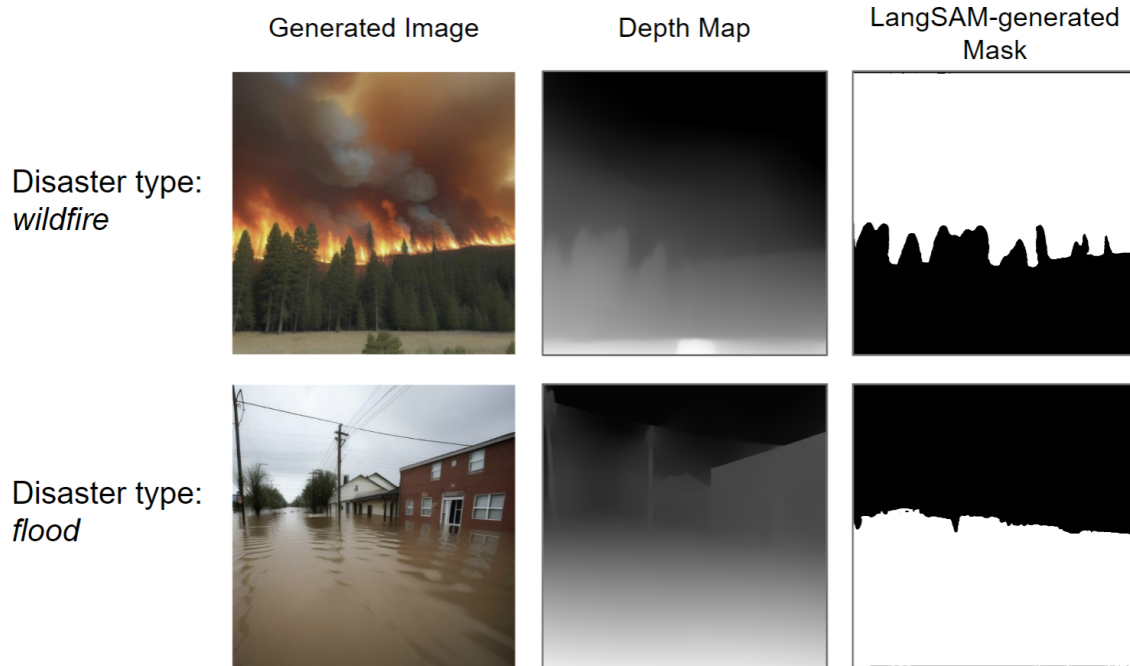 Generated Image
Depth Map
LangSAM-generated
Mask
Disaster type:
wildfire
Disaster type:
flood